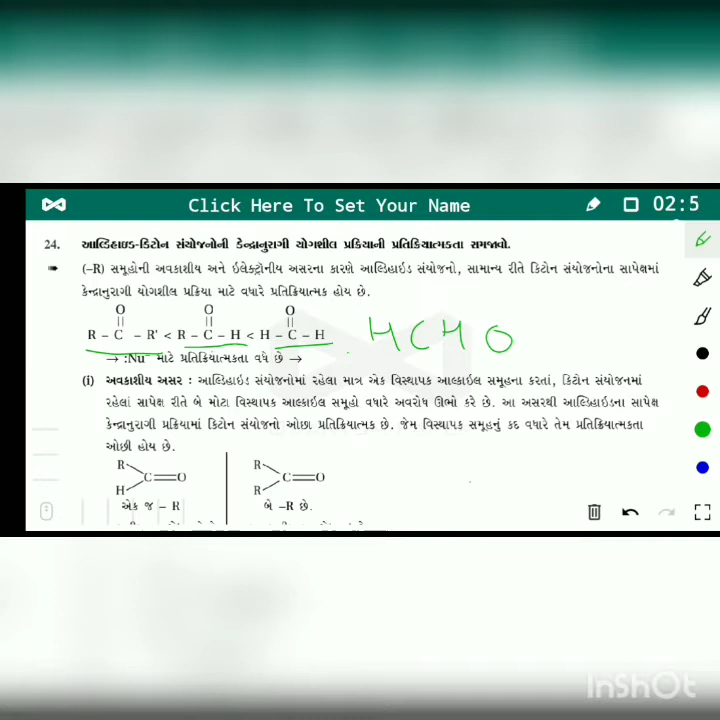 Click Here To Set Your Name
02:5
24. આલ્ડિહાઇડ-કિટોન સંયોજનોની કેન્દ્રાનુરાગી યોગશીલ પ્રક્રિયાની પ્રતિક્રિયાત્મકતા સમજાવો.
➠ (–R) સમૂહોની અવકાશીય અને ઇલેક્ટ્રૉનીય અસરના કારણે આલ્ડિહાઇડ સંયોજનો, સામાન્ય રીતે કિટોન સંયોજનોના સાપેક્ષમાં
કેન્દ્રાનુરાગી યોગશીલ પ્રક્રિયા માટે વધારે પ્રતિક્રિયાત્મક હોય છે.
O O O
|| || ||
R – C – R' < R – C – H < H – C – H HCHO
→ :Nu⁻ માટે પ્રતિક્રિયાત્મકતા વધે છે →
(i) અવકાશીય અસર : આલ્ડિહાઇડ સંયોજનોમાં રહેલા માત્ર એક વિસ્થાપક આલ્કાઇલ સમૂહના કરતાં, કિટોન સંયોજનમાં
રહેલાં સાપેક્ષ રીતે બે મોટા વિસ્થાપક આલ્કાઇલ સમૂહો વધારે અવરોધ ઊભો કરે છે. આ અસરથી આલ્ડિહાઇડના સાપેક્ષ
કેન્દ્રાનુરાગી પ્રક્રિયામાં કિટોન સંયોજનો ઓછા પ્રતિક્રિયાત્મક છે. જેમ વિસ્થાપક સમૂહનું કદ વધારે તેમ પ્રતિક્રિયાત્મકતા
ઓછી હોય છે.
R R
C=O C=O
H R
એક જ – R બે –R છે.
InShOt